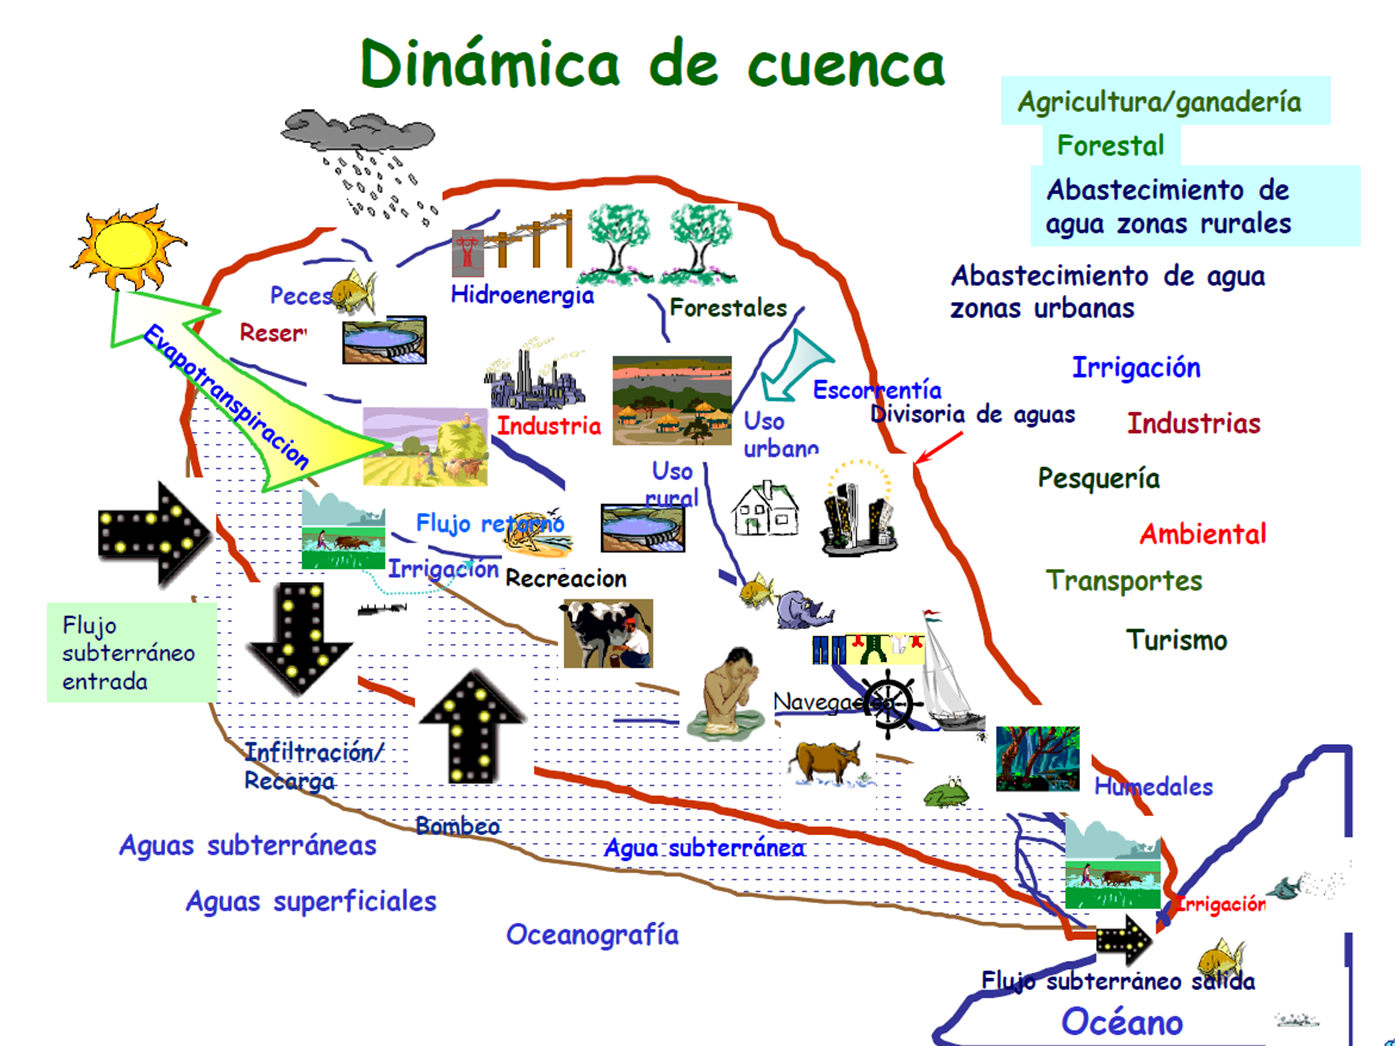 Dinámica de cuenca
Agricultura/ganadería
Forestal
Abastecimiento de
agua zonas rurales
Abastecimiento de agua
zonas urbanas
Irrigación
Industrias
Pesquería
Ambiental
Transportes
Turismo
Peces
Hidroenergia
Forestales
Reser
Evapotranspiracion
Industria
Escorrentía
Divisoria de aguas
Uso
urbano
Uso
rural
Flujo retorno
Irrigación
Recreacion
Flujo
subterráneo
entrada
Navegacio
Infiltración/
Recarga
Bombeo
Humedales
Aguas subterráneas
Agua subterránea
Aguas superficiales
Irrigación
Oceanografía
Flujo subterráneo salida
Océano